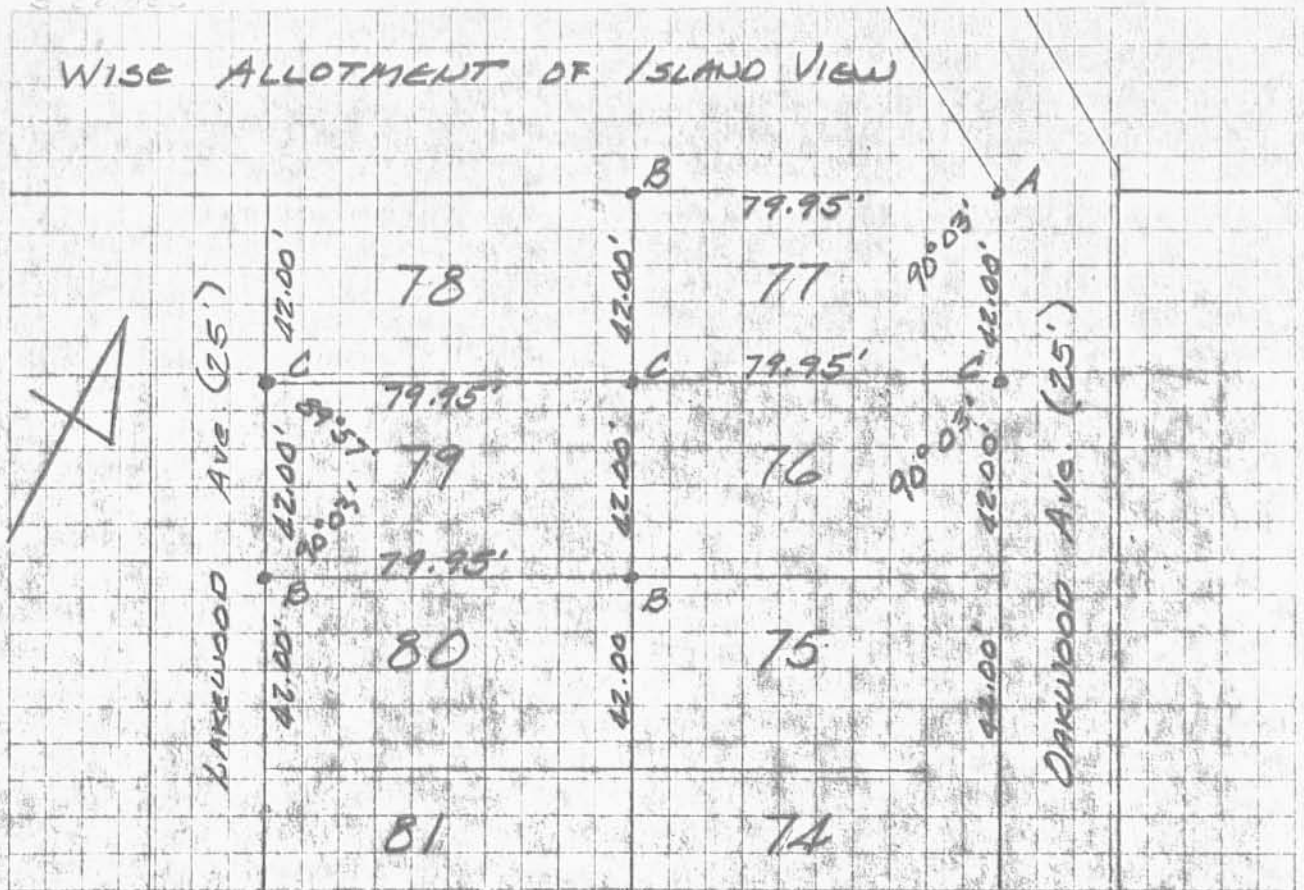 WISE ALLOTMENT OF ISLAND VIEW
B
A
79.95'
90°03'
42.00'
78
42.00'
77
42.00'
C
C
79.95'
C
79.95'
89°57'
LAKEWOOD AVE. (25')
42.00'
79
42.00'
76
90°03'
42.00'
OAKWOOD AVE. (25')
90°03'
79.95'
B
B
42.00'
80
42.00
75
42.00'
81
74